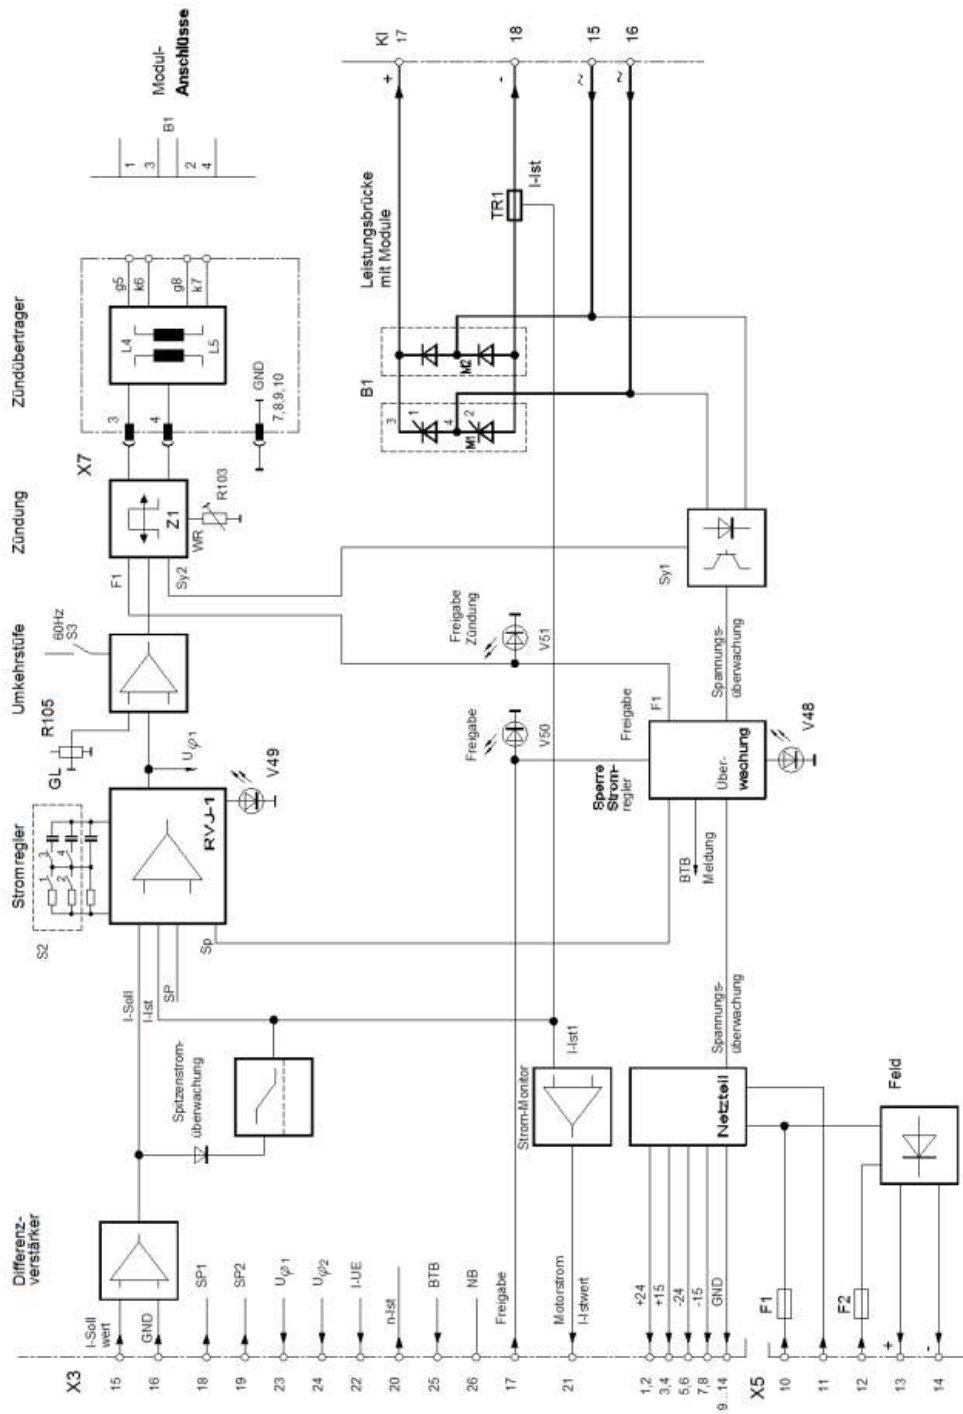 Differenz-
verstärker
Stromregler
Umkehrstüfe
Zündung
Zündübertrager
Modul-
Anschlüsse
S2
1
3
2
4
GL
R105
60Hz
S3
X7
3
4
L4
L5
g5
k6
g8
k7
GND
7,8,9,10
1
3
B1
2
4
RVJ-1
V49
Uφ1
F1
Sy2
Z1
WR
R103
I-Soll
I-Ist
SP
Sp
Spitzenstrom-
überwachung
X3
15
I-Soll
wert
16
GND
18
SP1
19
SP2
23
Uφ1
24
Uφ2
22
I-UE
20
n-Ist
25
BTB
26
NB
17
Freigabe
21
Motorstrom
I-Istwert
Strom-Monitor
I-Ist1
Freigabe
V50
Freigabe
Zündung
V51
B1
3
1
4
2
M1
M2
Leistungsbrücke
mit Module
TR1
I-Ist
Kl
17
+
18
-
15
~
16
~
Sperre
Strom-
regler
Freigabe
F1
Über-
wachung
V48
BTB
Meldung
Spannungs-
überwachung
Sy1
Spannungs-
überwachung
Netzteil
1,2
+24
3,4
+15
5,6
-24
7,8
-15
9...14
GND
X5
10
F1
11
12
F2
13
+
14
-
Feld